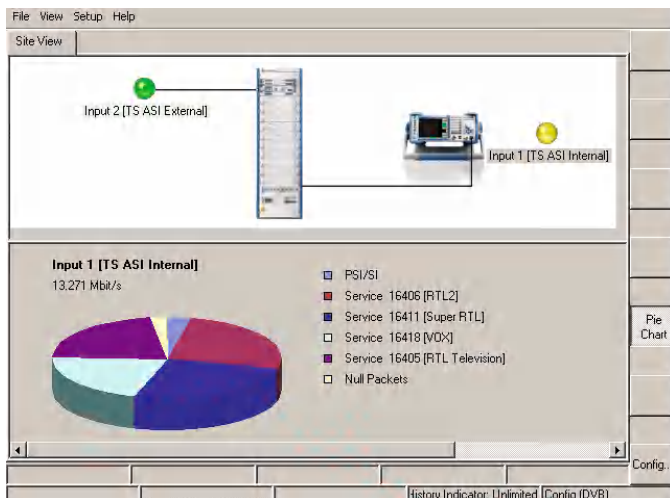 File View Setup Help
Site View
Input 2 [TS ASI External]
Input 1 [TS ASI Internal]
Input 1 [TS ASI Internal]
13.271 Mbit/s
PSI/SI
Service 16406 [RTL2]
Service 16411 [Super RTL]
Service 16418 [VOX]
Service 16405 [RTL Television]
Null Packets
Pie
Chart
Config..
History Indicator: Unlimited Config (DVB)